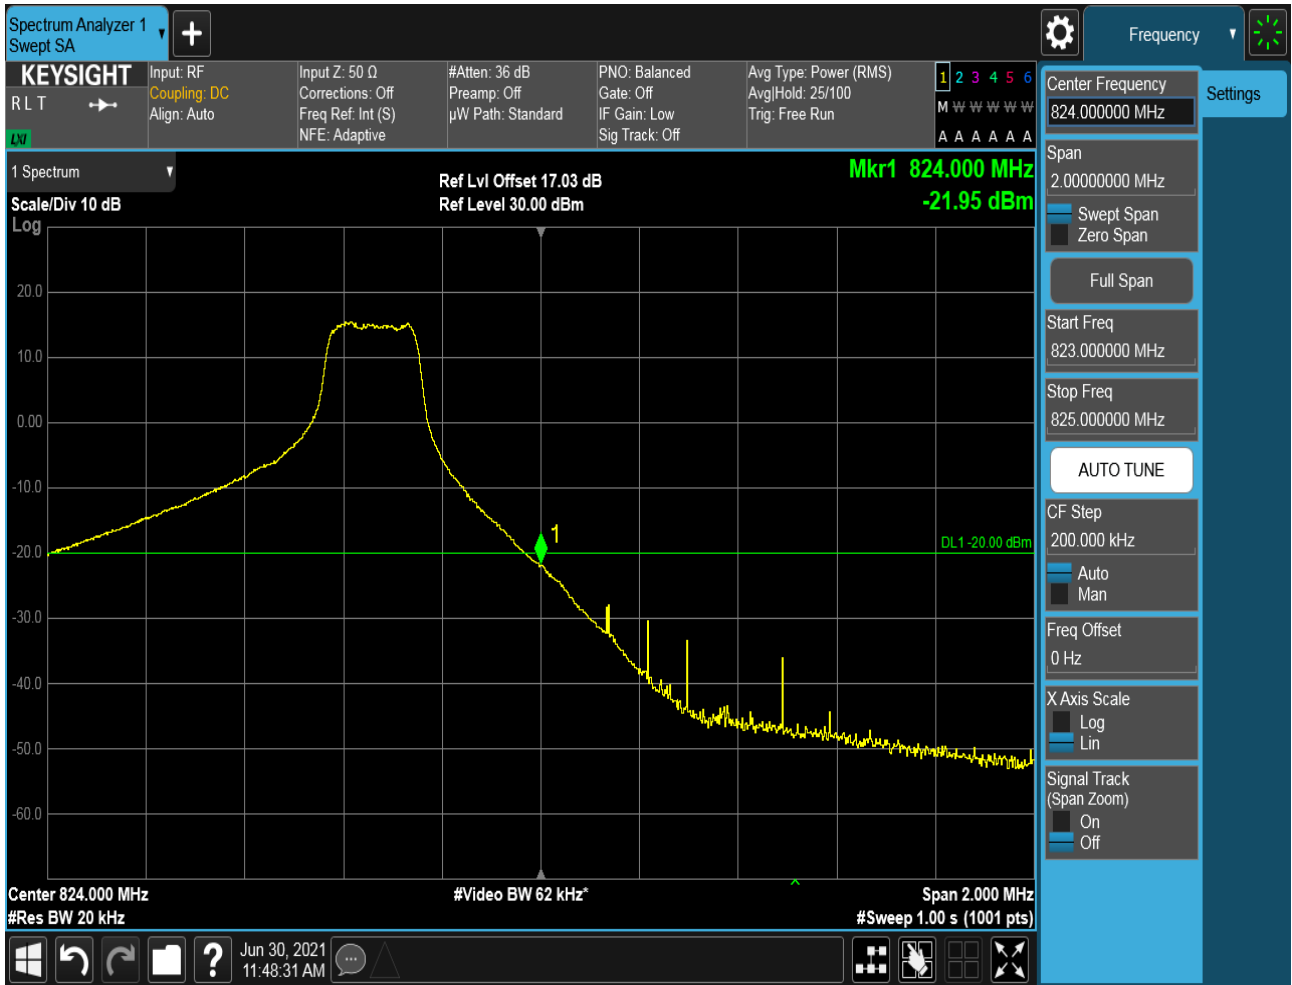 Spectrum Analyzer 1
Swept SA
Frequency
KEYSIGHT
R L T
LXI
Input: RF
Coupling: DC
Align: Auto
Input Z: 50 Ω
Corrections: Off
Freq Ref: Int (S)
NFE: Adaptive
#Atten: 36 dB
Preamp: Off
µW Path: Standard
PNO: Balanced
Gate: Off
IF Gain: Low
Sig Track: Off
Avg Type: Power (RMS)
Avg|Hold: 25/100
Trig: Free Run
1 2 3 4 5 6
M W W W W W
A A A A A A
1 Spectrum
Scale/Div 10 dB
Log
Ref Lvl Offset 17.03 dB
Ref Level 30.00 dBm
Mkr1 824.000 MHz
-21.95 dBm
20.0
10.0
0.00
-10.0
-20.0
-30.0
-40.0
-50.0
-60.0
1
DL1 -20.00 dBm
Center 824.000 MHz
#Video BW 62 kHz*
Span 2.000 MHz
#Res BW 20 kHz
#Sweep 1.00 s (1001 pts)
Jun 30, 2021
11:48:31 AM
?
Center Frequency
824.000000 MHz
Settings
Span
2.00000000 MHz
Swept Span
Zero Span
Full Span
Start Freq
823.000000 MHz
Stop Freq
825.000000 MHz
AUTO TUNE
CF Step
200.000 kHz
Auto
Man
Freq Offset
0 Hz
X Axis Scale
Log
Lin
Signal Track
(Span Zoom)
On
Off